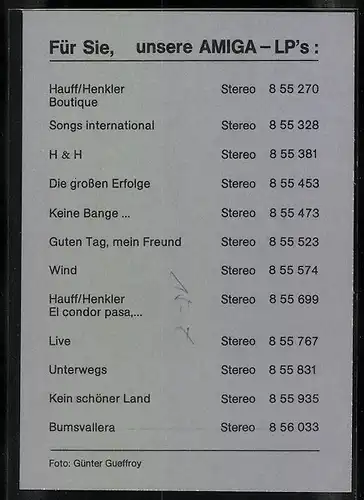 Für Sie, unsere AMIGA – LP's :
Hauff/Henkler Stereo 8 55 270
Boutique
Songs international Stereo 8 55 328
H & H Stereo 8 55 381
Die großen Erfolge Stereo 8 55 453
Keine Bange ... Stereo 8 55 473
Guten Tag, mein Freund Stereo 8 55 523
Wind Stereo 8 55 574
Hauff/Henkler Stereo 8 55 699
El condor pasa,...
Live Stereo 8 55 767
Unterwegs Stereo 8 55 831
Kein schöner Land Stereo 8 55 935
Bumsvallera Stereo 8 56 033
Foto: Günter Gueffroy